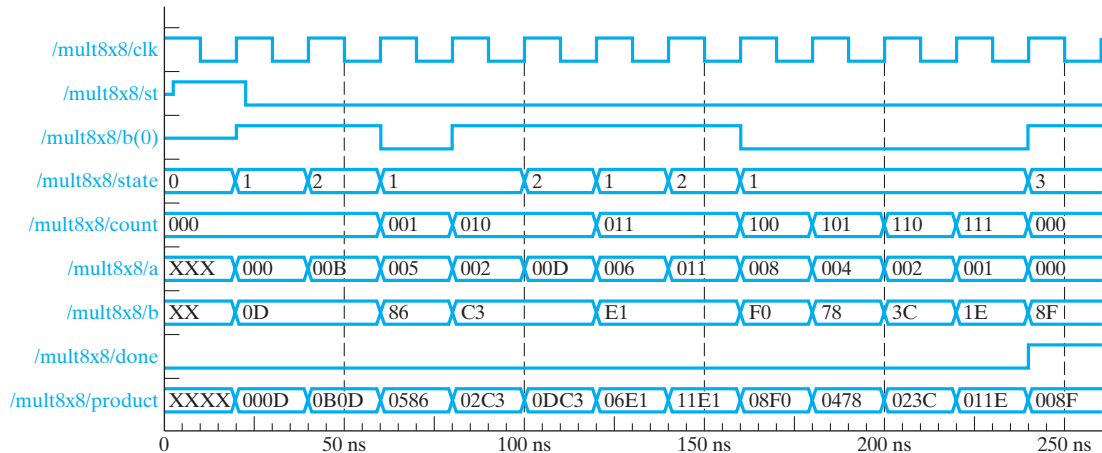 /mult8x8/clk
/mult8x8/st
/mult8x8/b(0)
/mult8x8/state 0 1 2 1 2 1 2 1 3
/mult8x8/count 000 001 010 011 100 101 110 111 000
/mult8x8/a XXX 000 00B 005 002 00D 006 011 008 004 002 001 000
/mult8x8/b XX 0D 86 C3 E1 F0 78 3C 1E 8F
/mult8x8/done
/mult8x8/product XXXX 000D 0B0D 0586 02C3 0DC3 06E1 11E1 08F0 0478 023C 011E 008F
0 50 ns 100 ns 150 ns 200 ns 250 ns